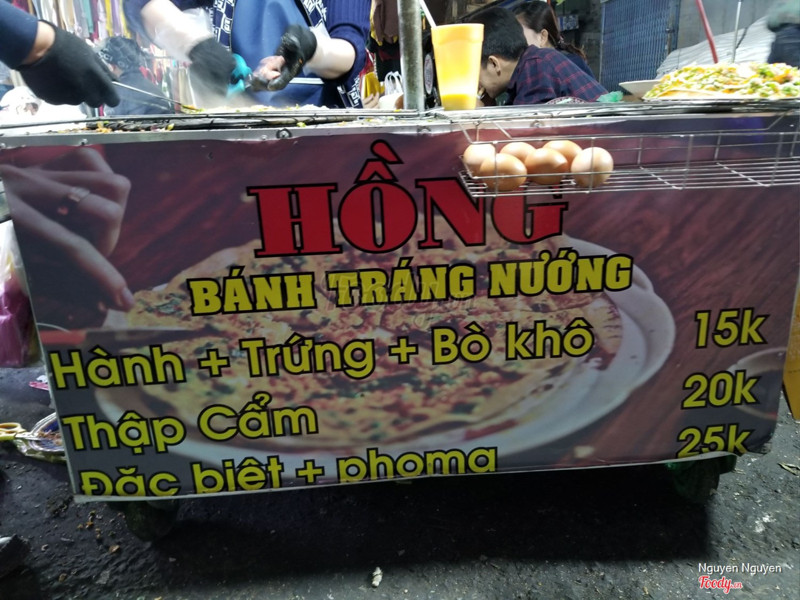 HỒNG
BÁNH TRÁNG NƯỚNG
Hành + Trứng + Bò khô 15k
Thập Cẩm 20k
Đặc biệt + phoma 25k
Nguyen Nguyen
Foody.vn